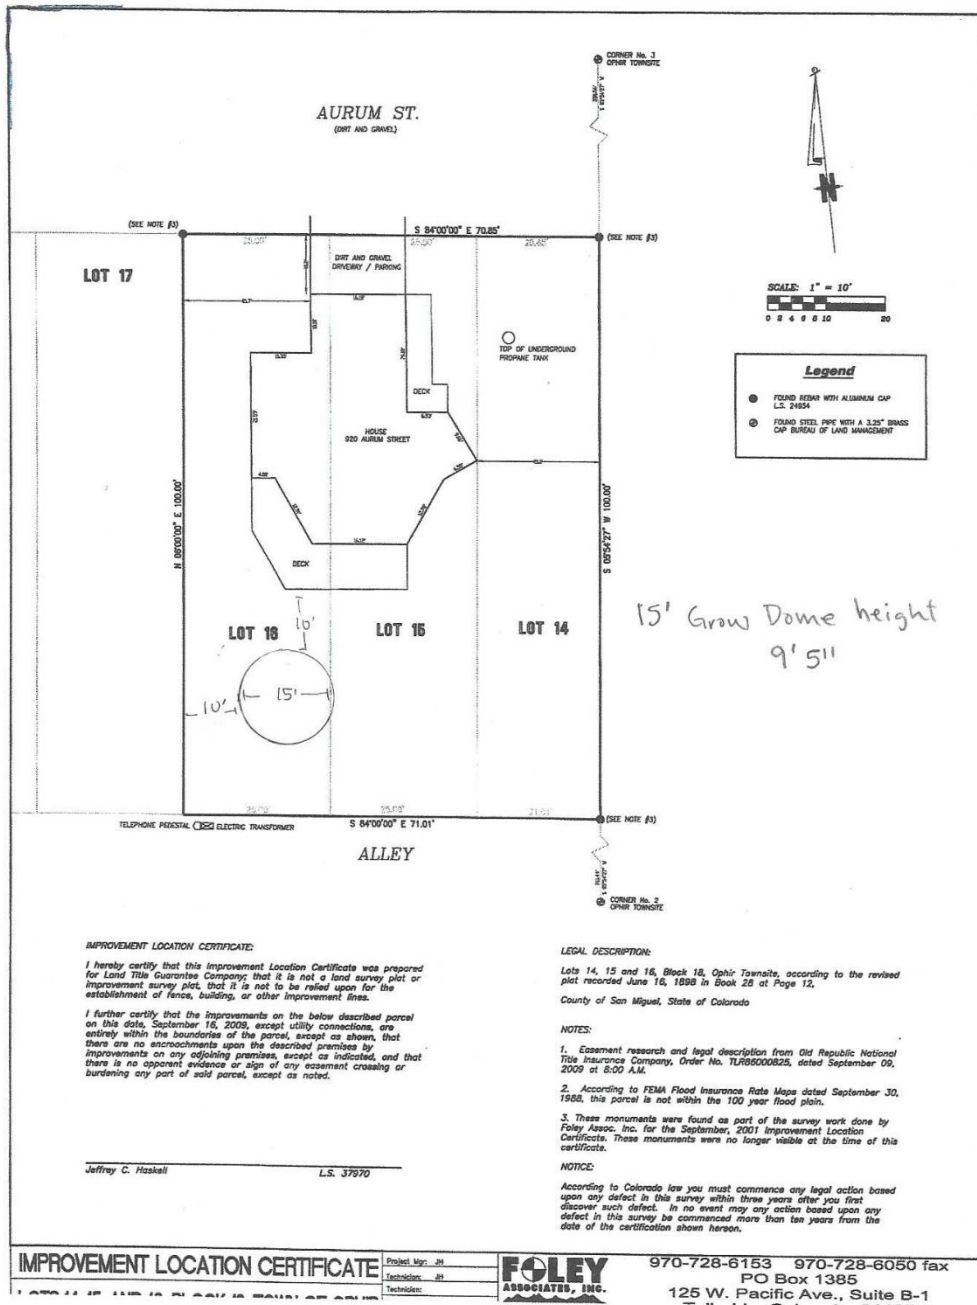 CORNER No. 3
OPHIR TOWNSITE
AURUM ST.
(DIRT AND GRAVEL)
N
(SEE NOTE #3)
S 84°00'00" E 70.85'
(SEE NOTE #3)
25.00'
25.00'
20.85'
LOT 17
DIRT AND GRAVEL
DRIVEWAY / PARKING
SCALE: 1" = 10'
0 2 4 6 8 10 20
TOP OF UNDERGROUND
PROPANE TANK
Legend
FOUND REBAR WITH ALUMINUM CAP
L.S. 24954
FOUND STEEL PIPE WITH A 3.25" BRASS
CAP BUREAU OF LAND MANAGEMENT
DECK
HOUSE
920 AURUM STREET
N 06°00'00" E 100.00'
S 05°54'27" W 100.00'
DECK
15' Grow Dome height
9' 5"
LOT 16
10'
LOT 15
LOT 14
10'
15'
25.00'
25.00'
21.01'
TELEPHONE PEDESTAL ELECTRIC TRANSFORMER
S 84°00'00" E 71.01'
(SEE NOTE #3)
ALLEY
CORNER No. 2
OPHIR TOWNSITE
IMPROVEMENT LOCATION CERTIFICATE:
I hereby certify that this Improvement Location Certificate was prepared
for Land Title Guarantee Company; that it is not a land survey plat or
improvement survey plat, that it is not to be relied upon for the
establishment of fence, building, or other improvement lines.
I further certify that the improvements on the below described parcel
on this date, September 16, 2009, except utility connections, are
entirely within the boundaries of the parcel, except as shown, that
there are no encroachments upon the described premises by
improvements on any adjoining premises, except as indicated, and that
there is no apparent evidence or sign of any easement crossing or
burdening any part of said parcel, except as noted.
Jeffrey C. Haskell L.S. 37970
LEGAL DESCRIPTION:
Lots 14, 15 and 16, Block 18, Ophir Townsite, according to the revised
plat recorded June 16, 1898 in Book 28 at Page 12,
County of San Miguel, State of Colorado
NOTES:
1. Easement research and legal description from Old Republic National
Title Insurance Company, Order No. TLR86000825, dated September 09,
2009 at 8:00 A.M.
2. According to FEMA Flood Insurance Rate Maps dated September 30,
1988, this parcel is not within the 100 year flood plain.
3. These monuments were found as part of the survey work done by
Foley Assoc. Inc. for the September, 2001 Improvement Location
Certificate. These monuments were no longer visible at the time of this
certificate.
NOTICE:
According to Colorado law you must commence any legal action based
upon any defect in this survey within three years after you first
discover such defect. In no event may any action based upon any
defect in this survey be commenced more than ten years from the
date of the certification shown hereon.
IMPROVEMENT LOCATION CERTIFICATE
Project Mgr: JH
Technician: JH
Technician:
FOLEY
ASSOCIATES, INC.
970-728-6153 970-728-6050 fax
PO Box 1385
125 W. Pacific Ave., Suite B-1